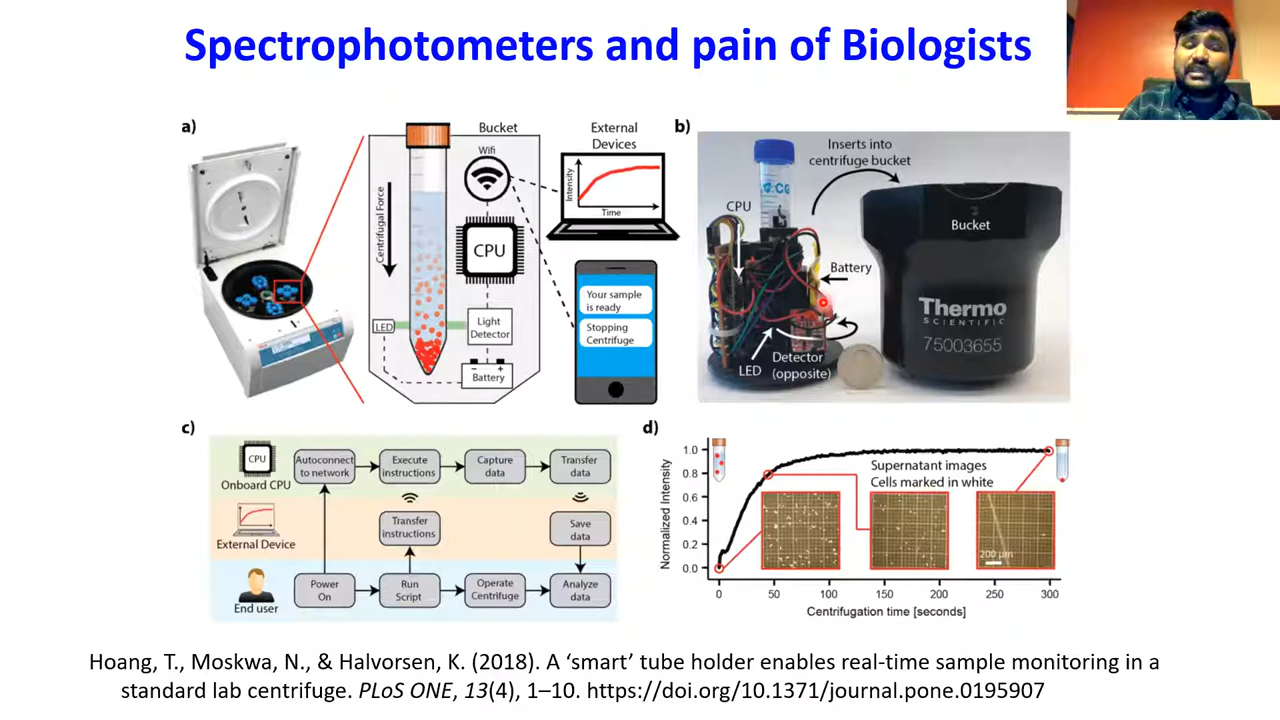 Spectrophotometers and pain of Biologists
a)
Bucket
Wifi
Centrifugal Force
CPU
LED
Light
Detector
Battery
External
Devices
Intensity
Time
Your sample
is ready
Stopping
Centrifuge
b)
Inserts into
centrifuge bucket
CPU
Bucket
Battery
Thermo
SCIENTIFIC
75003655
LED
Detector
(opposite)
c)
CPU
Onboard CPU
Autoconnect
to network
Execute
instructions
Capture
data
Transfer
data
External Device
Transfer
instructions
Save
data
End user
Power
On
Run
Script
Operate
Centrifuge
Analyze
data
d)
Normalized Intensity
1.0
0.8
0.6
0.4
0.2
0.0
Supernatant images
Cells marked in white
200 µm
0
50
100
150
200
250
300
Centrifugation time [seconds]
Hoang, T., Moskwa, N., & Halvorsen, K. (2018). A ‘smart’ tube holder enables real-time sample monitoring in a
standard lab centrifuge. PLoS ONE, 13(4), 1–10. https://doi.org/10.1371/journal.pone.0195907